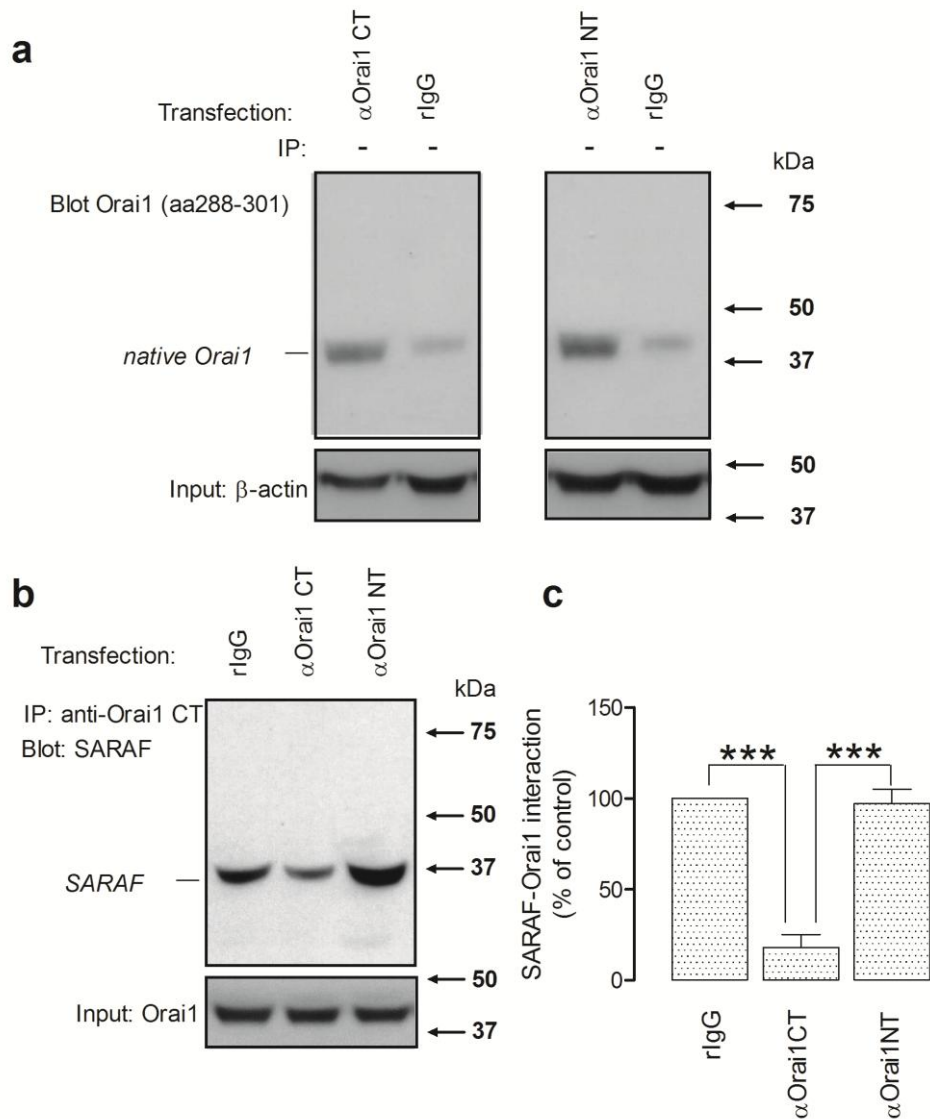 a
Transfection: αOrai1 CT rIgG αOrai1 NT rIgG
IP: - - - -
kDa
Blot Orai1 (aa288-301)
75
50
native Orai1
37
Input: β-actin
50
37
b
Transfection: rIgG αOrai1 CT αOrai1 NT
kDa
IP: anti-Orai1 CT
Blot: SARAF
75
50
37
SARAF
Input: Orai1
50
37
c
SARAF-Orai1 interaction
(% of control)
150
100
50
0
*** ***
rIgG αOrai1CT αOrai1NT